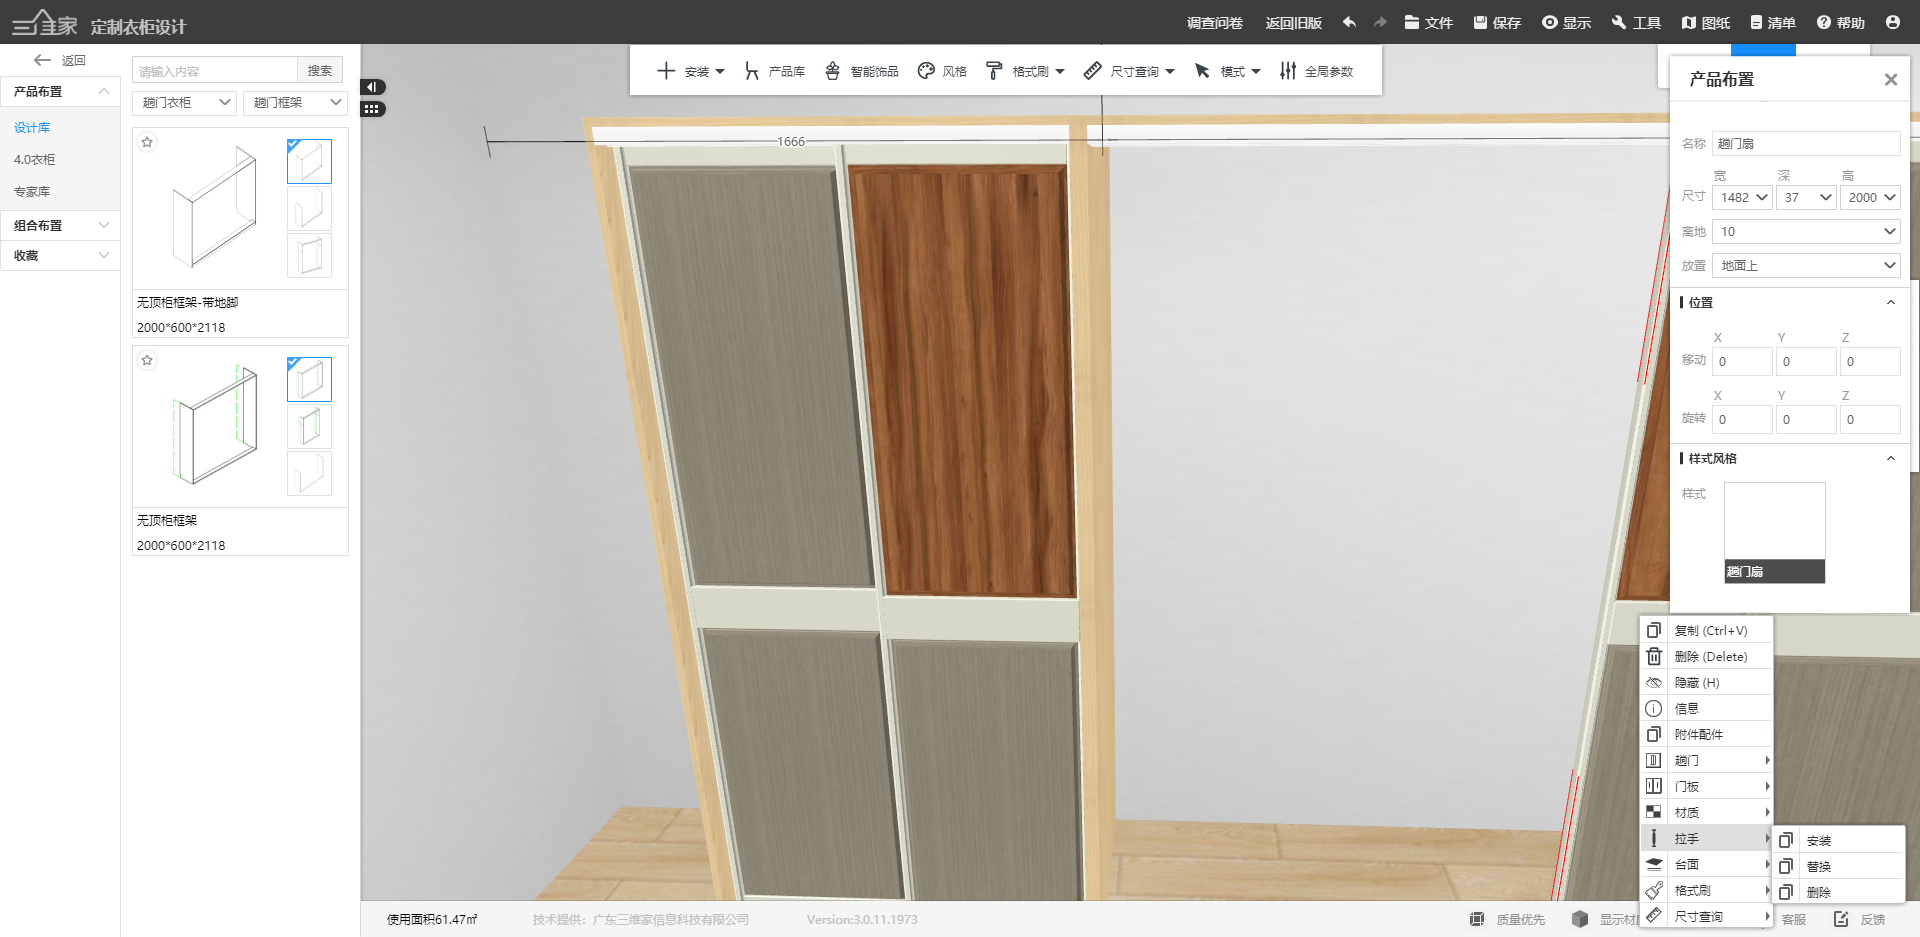 三维家 定制衣柜设计
调查问卷 返回旧版 文件 保存 显示 工具 图纸 清单 帮助
返回
产品布置
设计库
4.0衣柜
专家库
组合布置
收藏
请输入内容 搜索
趟门衣柜 趟门框架
无顶柜框架-带地脚
2000*600*2118
无顶柜框架
2000*600*2118
安装 产品库 智能饰品 风格 格式刷 尺寸查询 模式 全局参数
1666
产品布置
名称 趟门扇
宽 深 高
尺寸 1482 37 2000
离地 10
放置 地面上
位置
X Y Z
移动 0 0 0
X Y Z
旋转 0 0 0
样式风格
样式
趟门扇
复制 (Ctrl+V)
删除 (Delete)
隐藏 (H)
信息
附件配件
趟门
门板
材质
拉手
台面
格式刷
尺寸查询
安装
替换
删除
使用面积61.47㎡ 技术提供：广东三维家信息科技有限公司 Version:3.0.11.1973 质量优先 显示材 客服 反馈